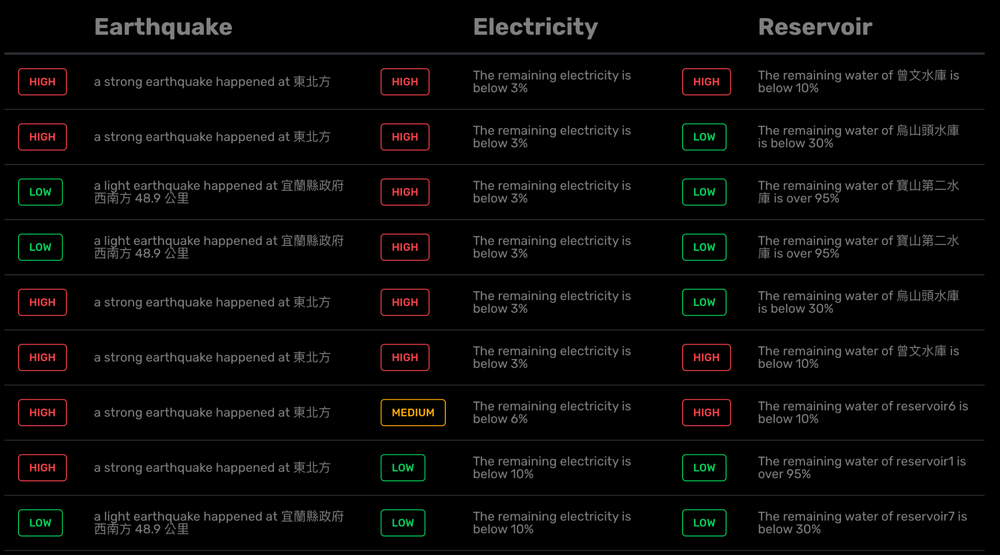 Earthquake Electricity Reservoir
HIGH a strong earthquake happened at 東北方 HIGH The remaining electricity is below 3% HIGH The remaining water of 曾文水庫 is below 10%
HIGH a strong earthquake happened at 東北方 HIGH The remaining electricity is below 3% LOW The remaining water of 烏山頭水庫 is below 30%
LOW a light earthquake happened at 宜蘭縣政府西南方 48.9 公里 HIGH The remaining electricity is below 3% LOW The remaining water of 寶山第二水庫 is over 95%
LOW a light earthquake happened at 宜蘭縣政府西南方 48.9 公里 HIGH The remaining electricity is below 3% LOW The remaining water of 寶山第二水庫 is over 95%
HIGH a strong earthquake happened at 東北方 HIGH The remaining electricity is below 3% LOW The remaining water of 烏山頭水庫 is below 30%
HIGH a strong earthquake happened at 東北方 HIGH The remaining electricity is below 3% HIGH The remaining water of 曾文水庫 is below 10%
HIGH a strong earthquake happened at 東北方 MEDIUM The remaining electricity is below 6% HIGH The remaining water of reservoir6 is below 10%
HIGH a strong earthquake happened at 東北方 LOW The remaining electricity is below 10% LOW The remaining water of reservoir1 is over 95%
LOW a light earthquake happened at 宜蘭縣政府西南方 48.9 公里 LOW The remaining electricity is below 10% LOW The remaining water of reservoir7 is below 30%